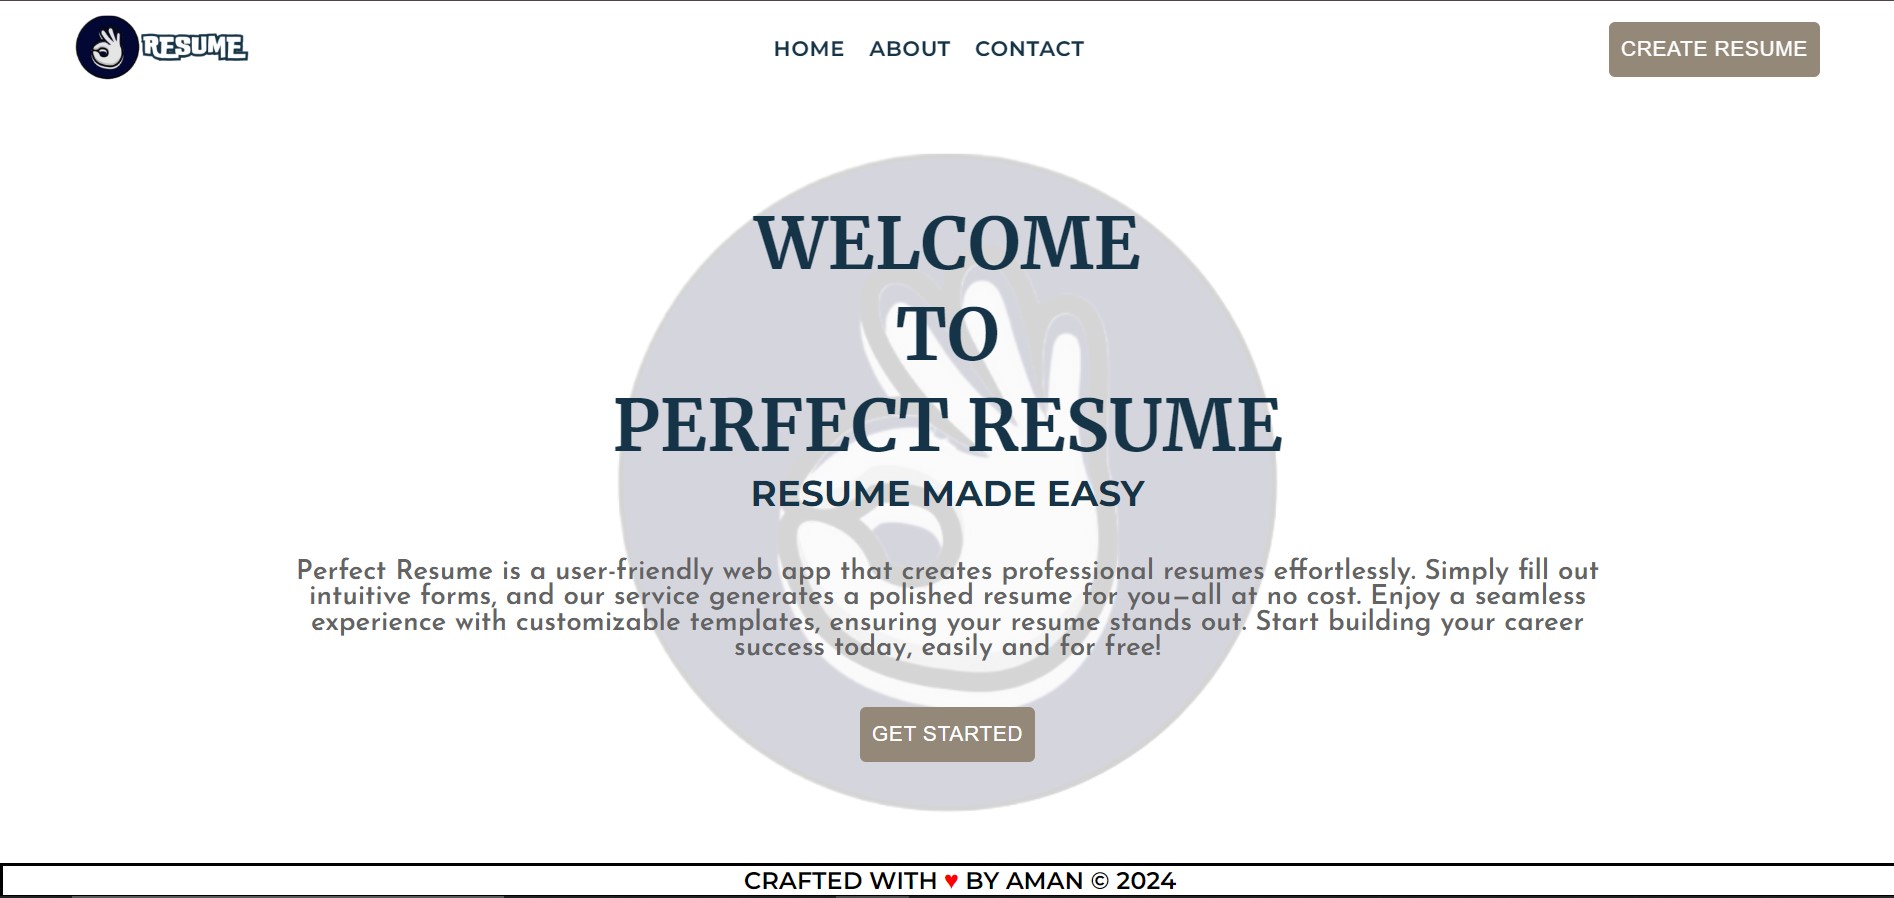 RESUME
HOME ABOUT CONTACT
CREATE RESUME
WELCOME
TO
PERFECT RESUME
RESUME MADE EASY
Perfect Resume is a user-friendly web app that creates professional resumes effortlessly. Simply fill out
intuitive forms, and our service generates a polished resume for you—all at no cost. Enjoy a seamless
experience with customizable templates, ensuring your resume stands out. Start building your career
success today, easily and for free!
GET STARTED
CRAFTED WITH ♥ BY AMAN © 2024